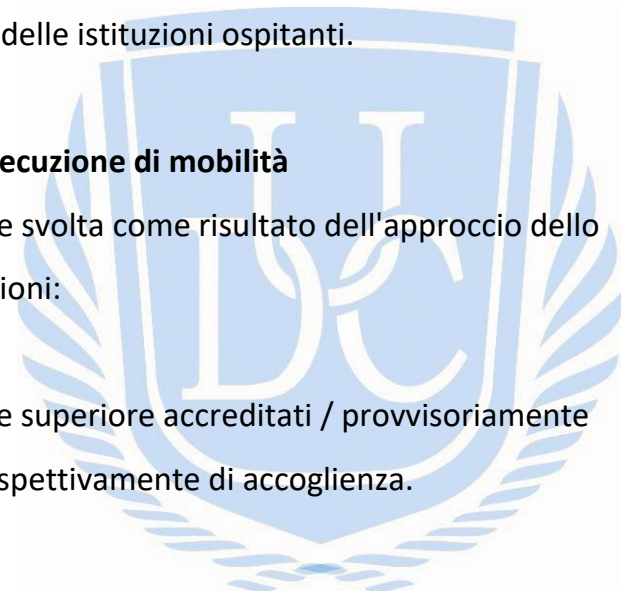 delle istituzioni ospitanti.
ecuzione di mobilità
e svolta come risultato dell'approccio dello
ioni:
e superiore accreditati / provvisoriamente
spettivamente di accoglienza.
UDC